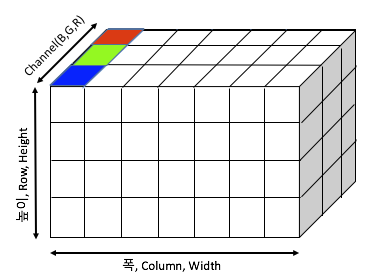 Channel(B,G,R)
높이, Row, Height
폭, Column, Width